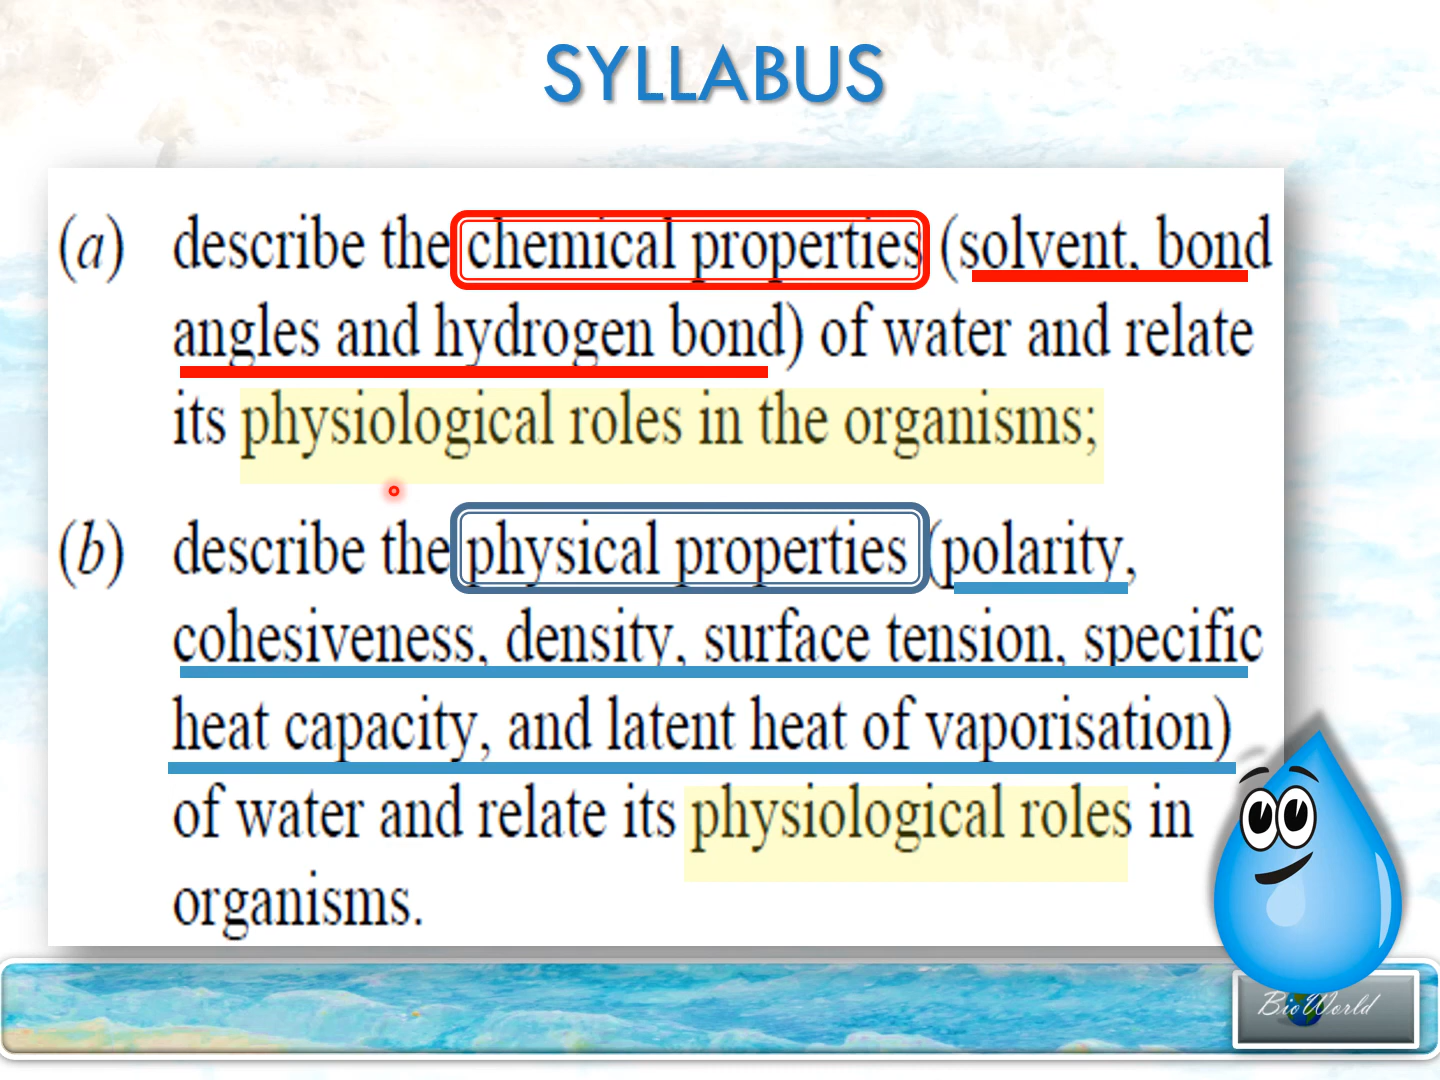 SYLLABUS
(a) describe the chemical properties (solvent, bond
angles and hydrogen bond) of water and relate
its physiological roles in the organisms;
(b) describe the physical properties (polarity,
cohesiveness, density, surface tension, specific
heat capacity, and latent heat of vaporisation)
of water and relate its physiological roles in
organisms.
BioWorld